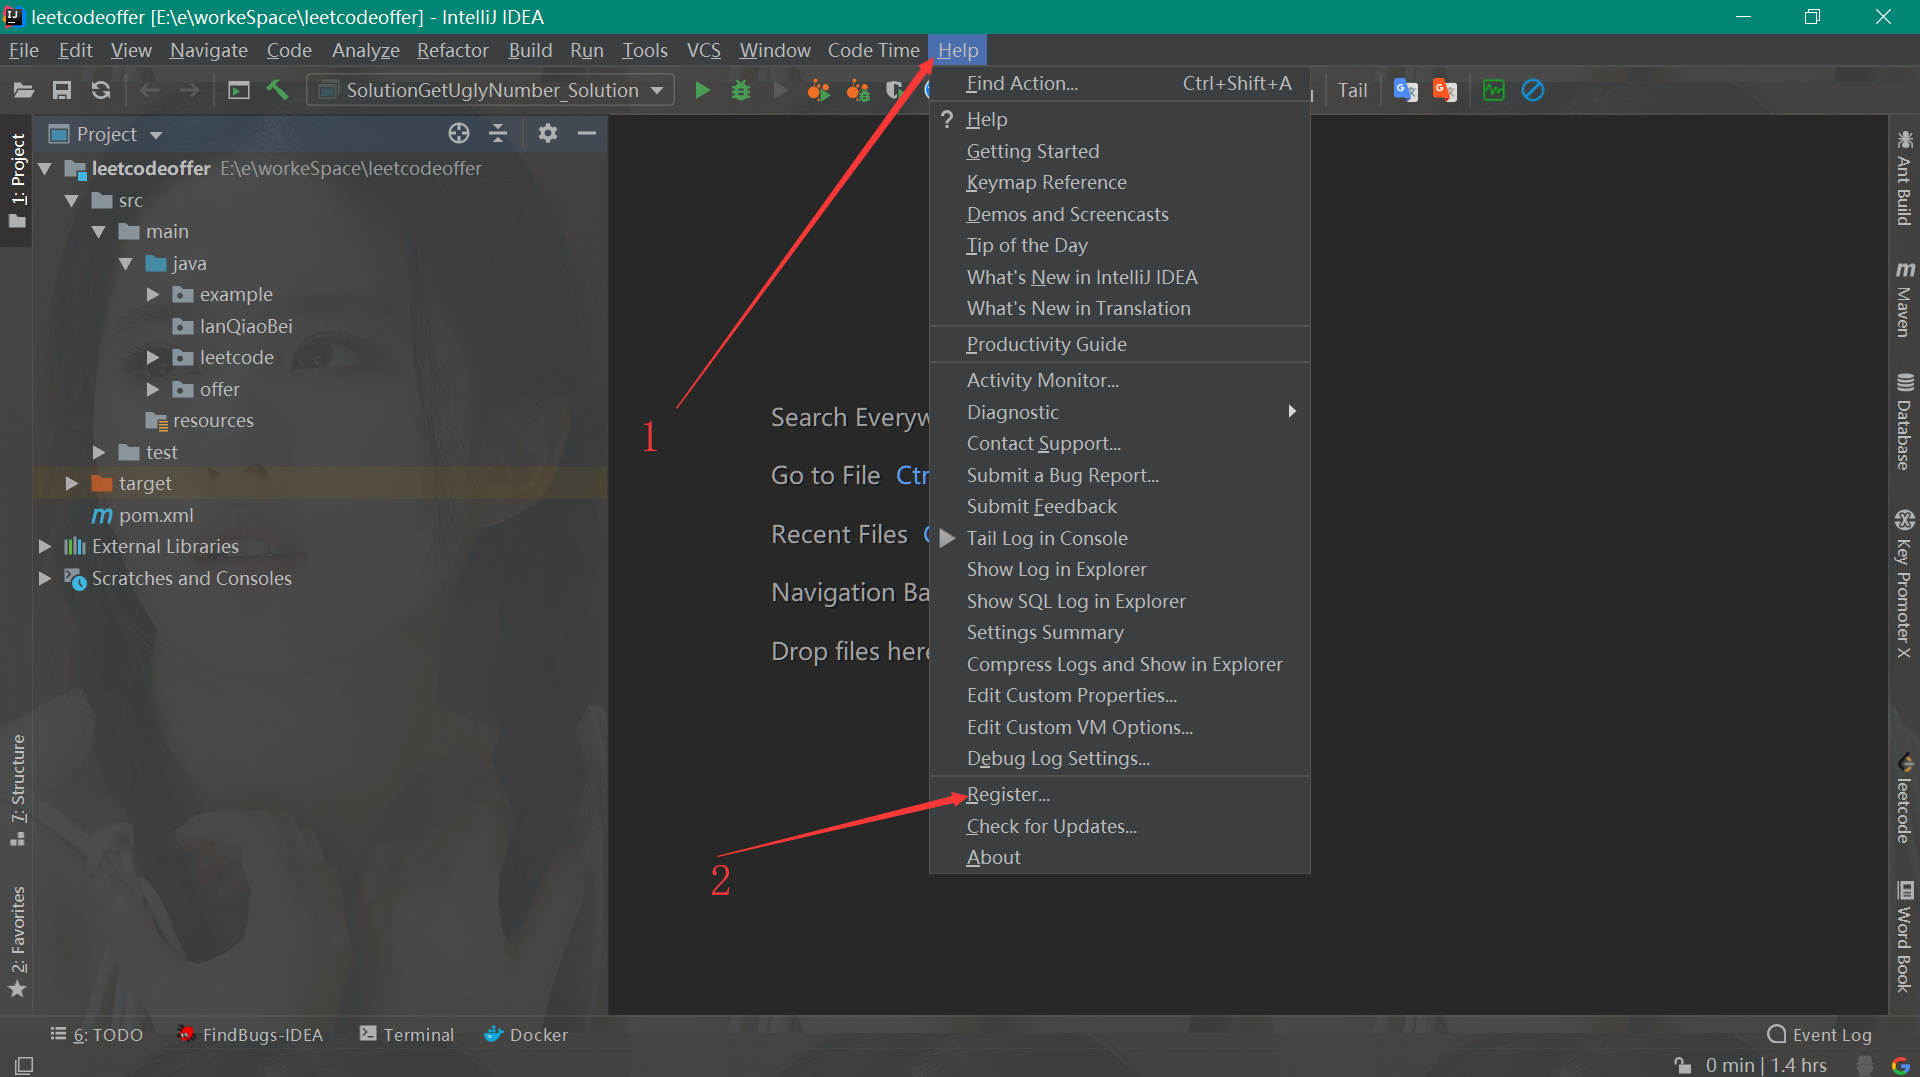 leetcodeoffer [E:\e\workeSpace\leetcodeoffer] - IntelliJ IDEA
File Edit View Navigate Code Analyze Refactor Build Run Tools VCS Window Code Time Help
SolutionGetUglyNumber_Solution
Tail
Project
leetcodeoffer E:\e\workeSpace\leetcodeoffer
src
main
java
example
lanQiaoBei
leetcode
offer
resources
test
target
pom.xml
External Libraries
Scratches and Consoles
1: Project
7: Structure
2: Favorites
Search Everyw
Go to File Ctr
Recent Files
Navigation Ba
Drop files here
1
2
Find Action... Ctrl+Shift+A
? Help
Getting Started
Keymap Reference
Demos and Screencasts
Tip of the Day
What's New in IntelliJ IDEA
What's New in Translation
Productivity Guide
Activity Monitor...
Diagnostic
Contact Support...
Submit a Bug Report...
Submit Feedback
Tail Log in Console
Show Log in Explorer
Show SQL Log in Explorer
Settings Summary
Compress Logs and Show in Explorer
Edit Custom Properties...
Edit Custom VM Options...
Debug Log Settings...
Register...
Check for Updates...
About
Ant Build
Maven
Database
Key Promoter X
leetcode
Word Book
6: TODO FindBugs-IDEA Terminal Docker Event Log
0 min | 1.4 hrs